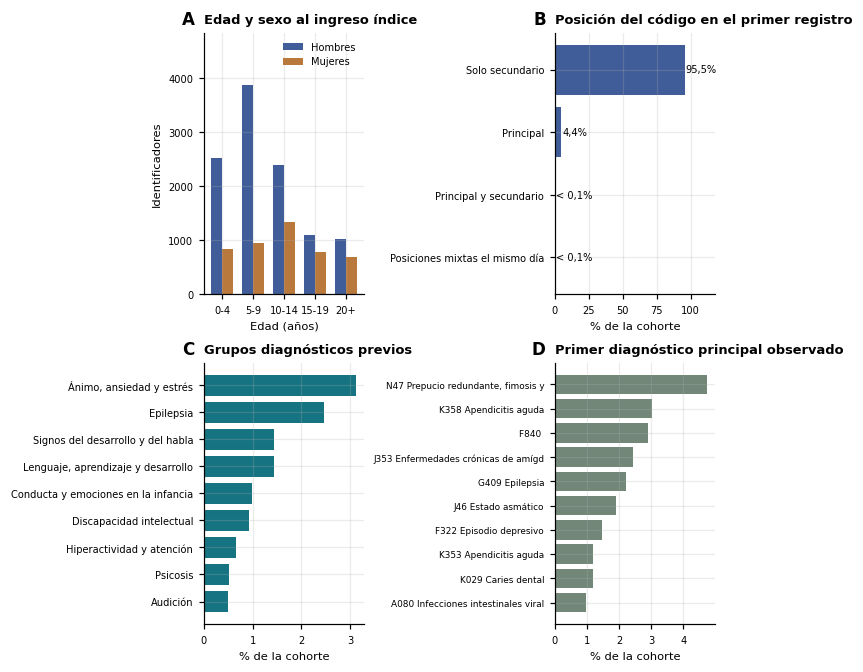 A Edad y sexo al ingreso índice
Hombres
Mujeres
4000
3000
2000
1000
0
Identificadores
0-4 5-9 10-14 15-19 20+
Edad (años)
B Posición del código en el primer registro
Solo secundario
95,5%
Principal
4,4%
Principal y secundario
< 0,1%
Posiciones mixtas el mismo día
< 0,1%
0 25 50 75 100
% de la cohorte
C Grupos diagnósticos previos
Ánimo, ansiedad y estrés
Epilepsia
Signos del desarrollo y del habla
Lenguaje, aprendizaje y desarrollo
Conducta y emociones en la infancia
Discapacidad intelectual
Hiperactividad y atención
Psicosis
Audición
0 1 2 3
% de la cohorte
D Primer diagnóstico principal observado
N47 Prepucio redundante, fimosis y
K358 Apendicitis aguda
F840
J353 Enfermedades crónicas de amígd
G409 Epilepsia
J46 Estado asmático
F322 Episodio depresivo
K353 Apendicitis aguda
K029 Caries dental
A080 Infecciones intestinales viral
0 1 2 3 4
% de la cohorte